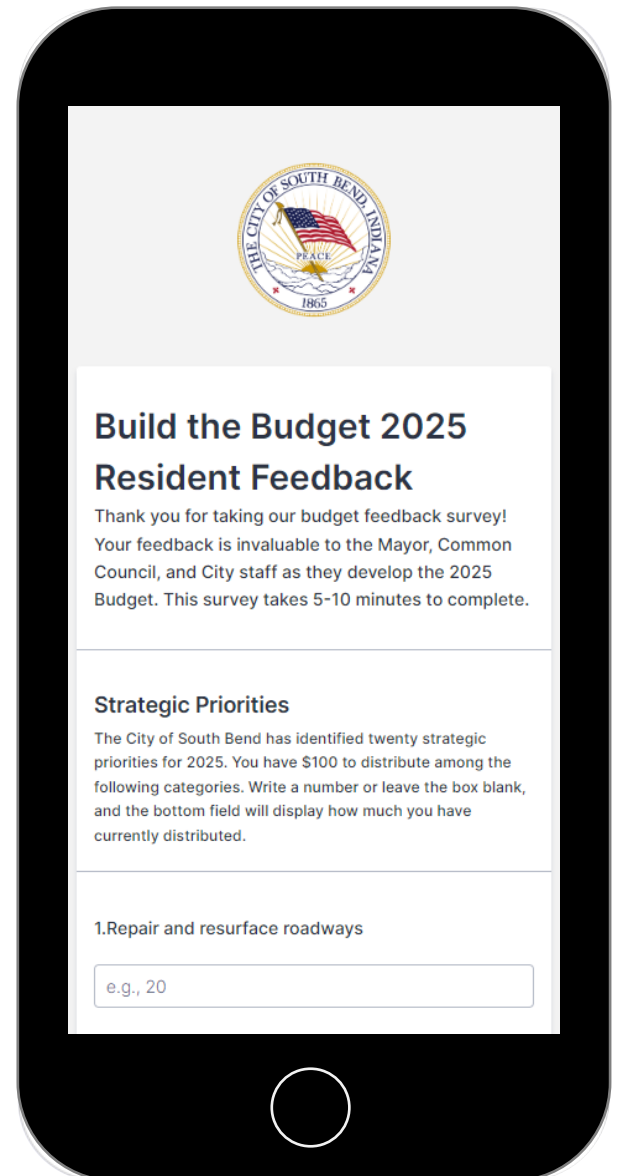 THE CITY OF SOUTH BEND, INDIANA
PEACE
1865
Build the Budget 2025
Resident Feedback
Thank you for taking our budget feedback survey!
Your feedback is invaluable to the Mayor, Common
Council, and City staff as they develop the 2025
Budget. This survey takes 5-10 minutes to complete.
Strategic Priorities
The City of South Bend has identified twenty strategic
priorities for 2025. You have $100 to distribute among the
following categories. Write a number or leave the box blank,
and the bottom field will display how much you have
currently distributed.
1.Repair and resurface roadways
e.g., 20